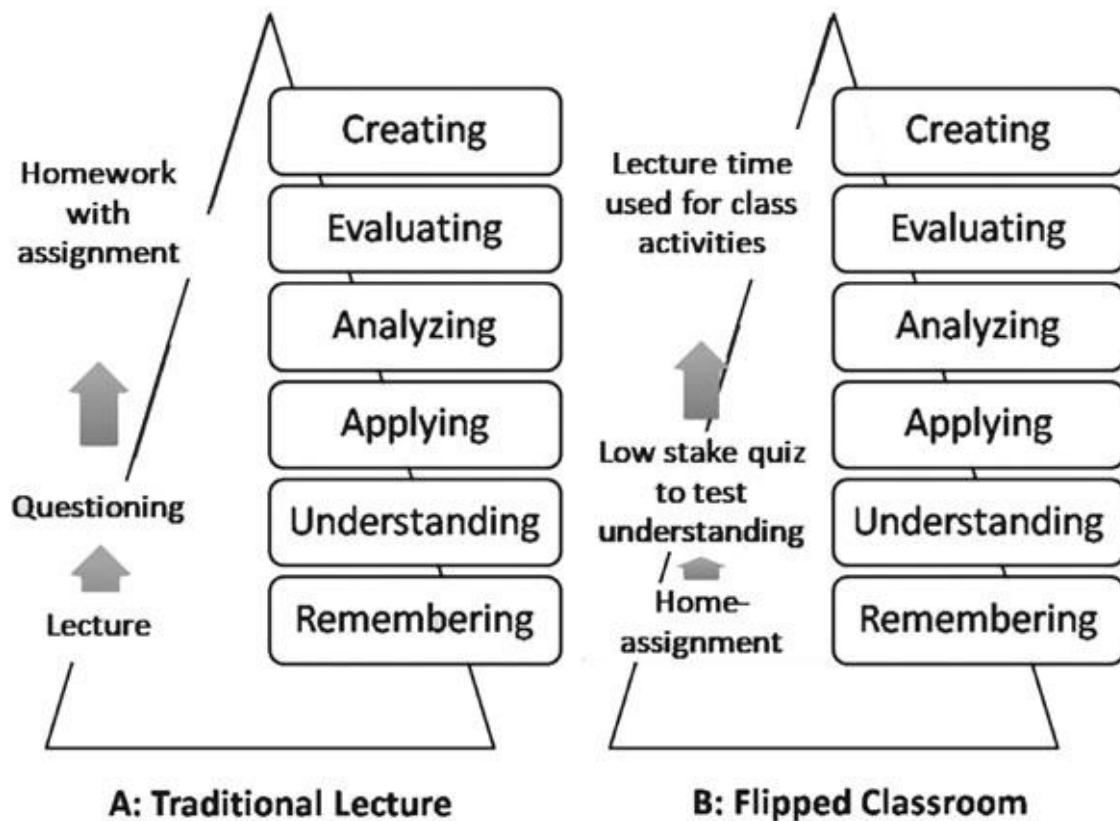 Homework
with
assignment
Questioning
Lecture
Creating
Evaluating
Analyzing
Applying
Understanding
Remembering
A: Traditional Lecture
Lecture time
used for class
activities
Low stake quiz
to test
understanding
Home-
assignment
Creating
Evaluating
Analyzing
Applying
Understanding
Remembering
B: Flipped Classroom